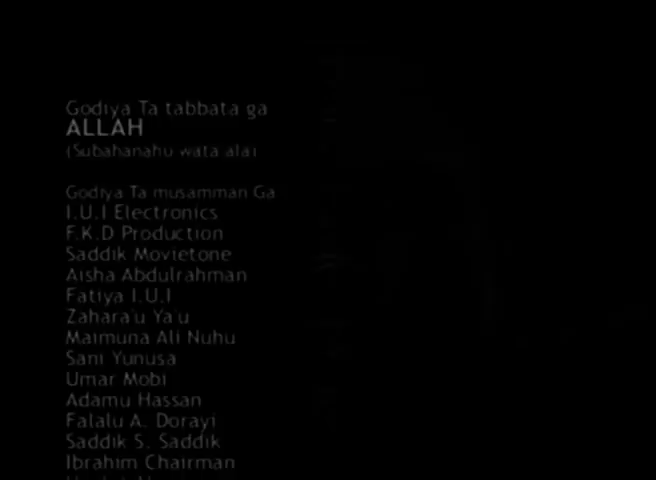 Godiya Ta tabbata ga
ALLAH
(Subahanahu wata ala)
Godiya Ta musamman Ga
I.U.I Electronics
F.K.D Production
Saddik Movietone
Aisha Abdulrahman
Fatiya I.U.I
Zahara'u Ya'u
Maimuna Ali Nuhu
Sani Yunusa
Umar Mobi
Adamu Hassan
Falalu A. Dorayi
Saddik S. Saddik
Ibrahim Chairman